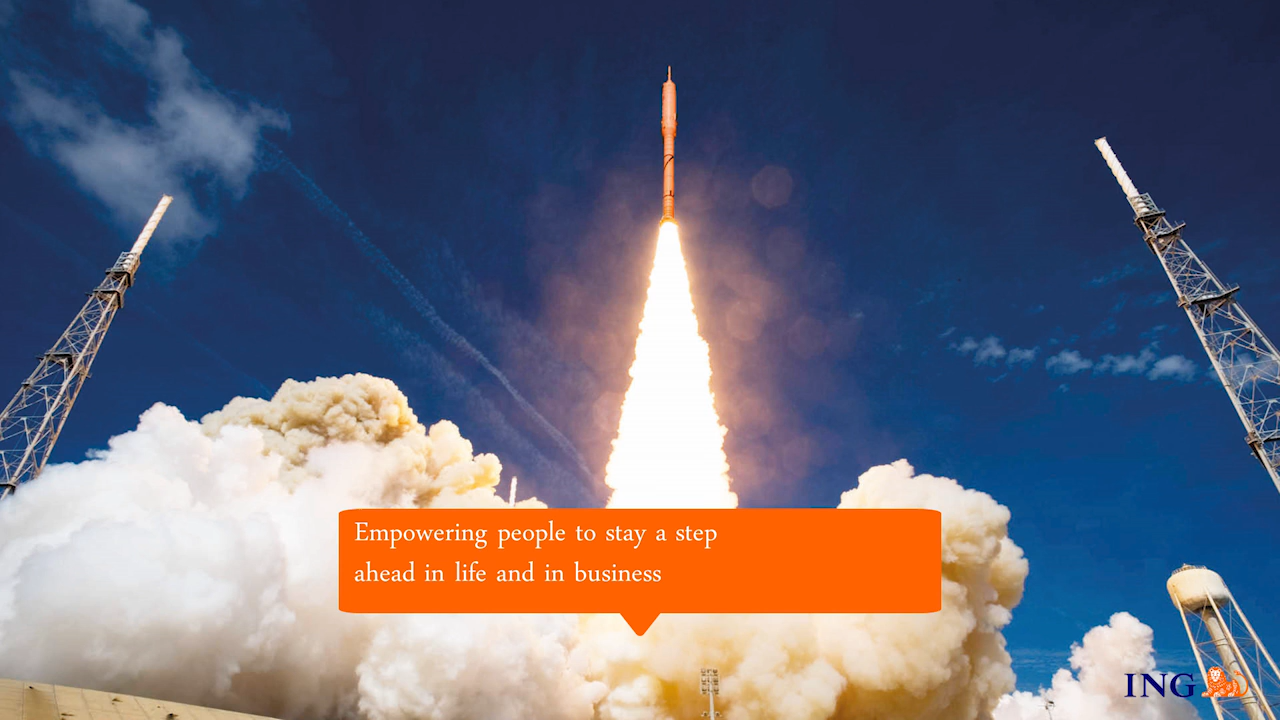 Empowering people to stay a step
ahead in life and in business
ING